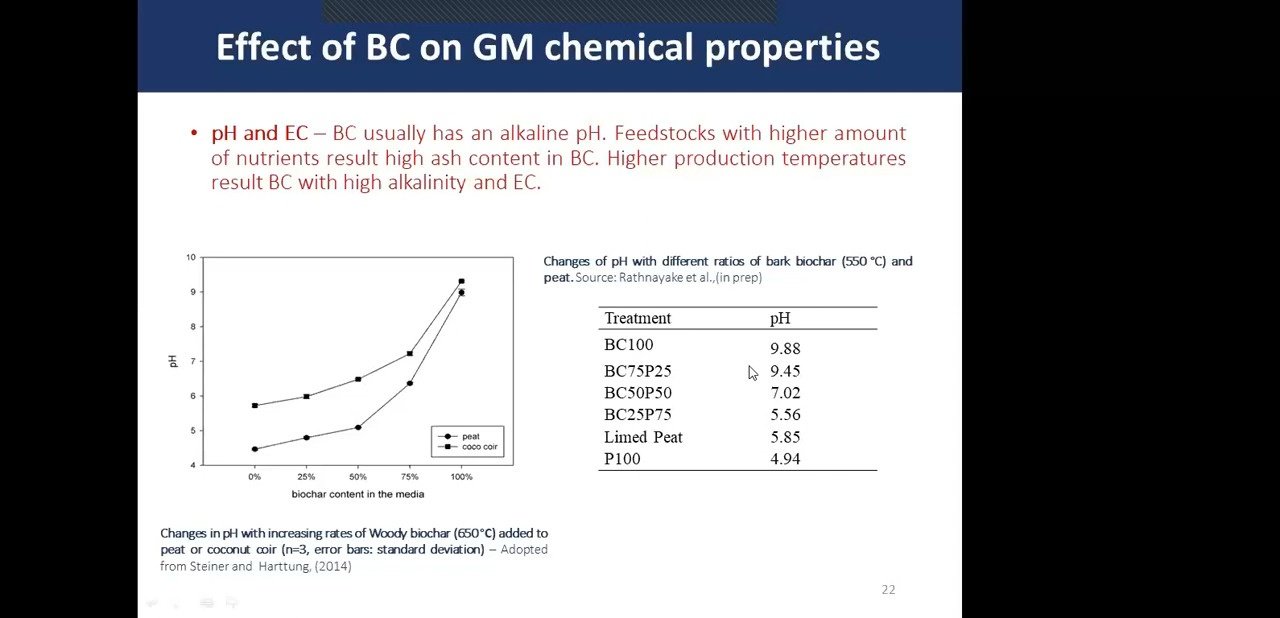 Effect of BC on GM chemical properties
• pH and EC – BC usually has an alkaline pH. Feedstocks with higher amount
of nutrients result high ash content in BC. Higher production temperatures
result BC with high alkalinity and EC.
10
9
8
7
6
5
4
pH
0% 25% 50% 75% 100%
biochar content in the media
peat
coco coir
Changes in pH with increasing rates of Woody biochar (650°C) added to
peat or coconut coir (n=3, error bars: standard deviation) – Adopted
from Steiner and Harttung, (2014)
Changes of pH with different ratios of bark biochar (550 °C) and
peat. Source: Rathnayake et al.,(in prep)
Treatment pH
BC100 9.88
BC75P25 9.45
BC50P50 7.02
BC25P75 5.56
Limed Peat 5.85
P100 4.94
22